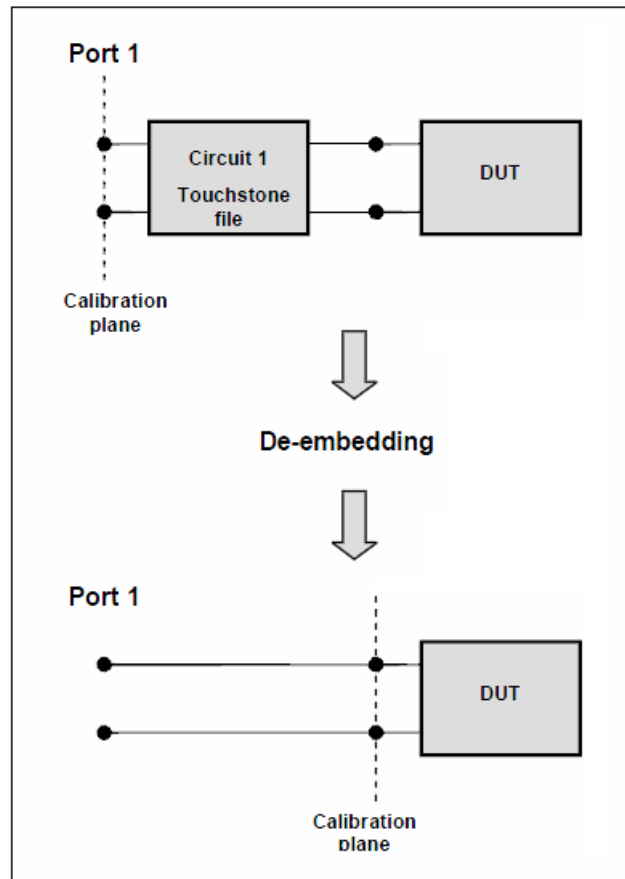 Port 1
Circuit 1
Touchstone
file
DUT
Calibration
plane
De-embedding
Port 1
DUT
Calibration
plane